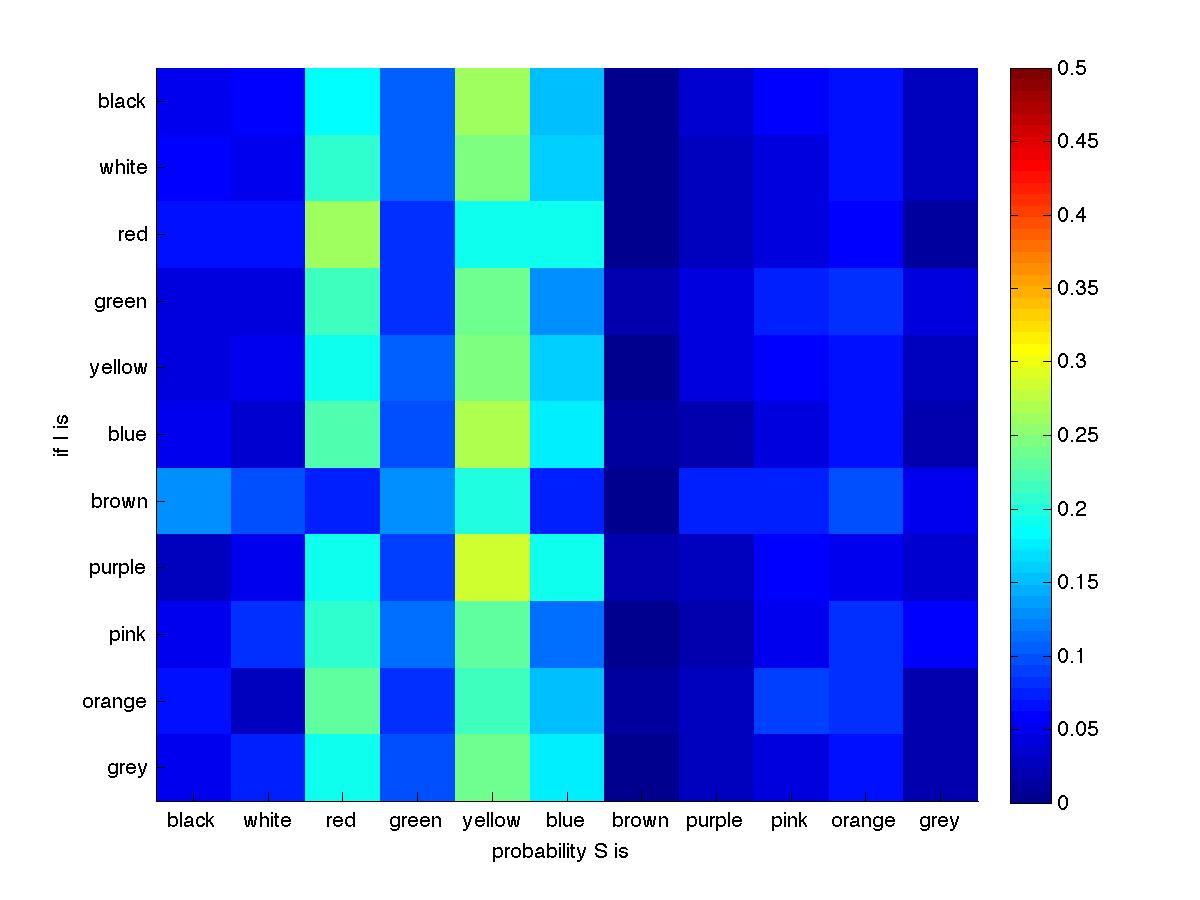 black
white
red
green
yellow
blue
brown
purple
pink
orange
grey
if I is
black white red green yellow blue brown purple pink orange grey
probability S is
0.5
0.45
0.4
0.35
0.3
0.25
0.2
0.15
0.1
0.05
0